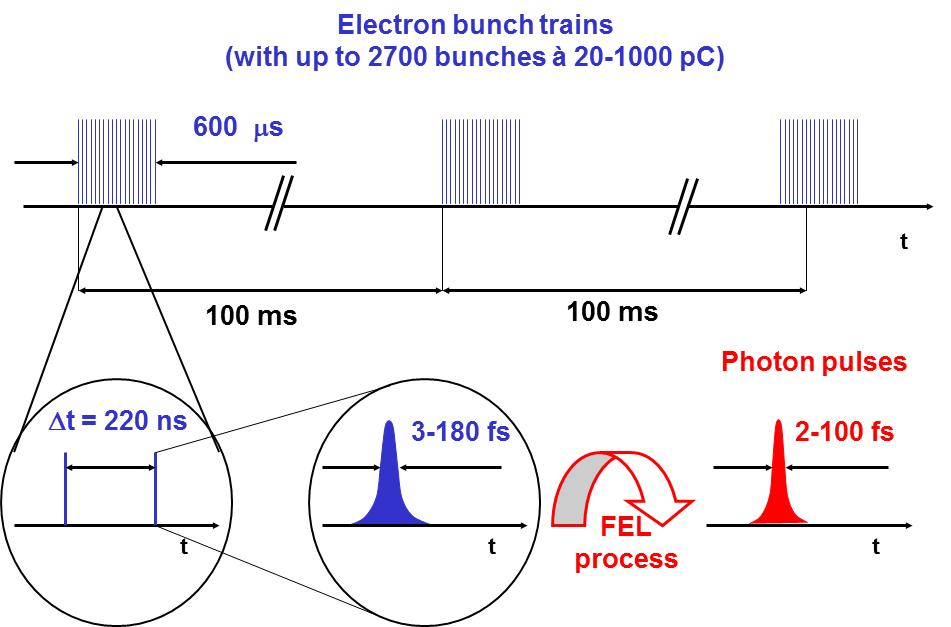 Electron bunch trains
(with up to 2700 bunches à 20-1000 pC)
600 μs
t
100 ms
100 ms
Photon pulses
Δt = 220 ns
3-180 fs
2-100 fs
FEL
process
t
t
t